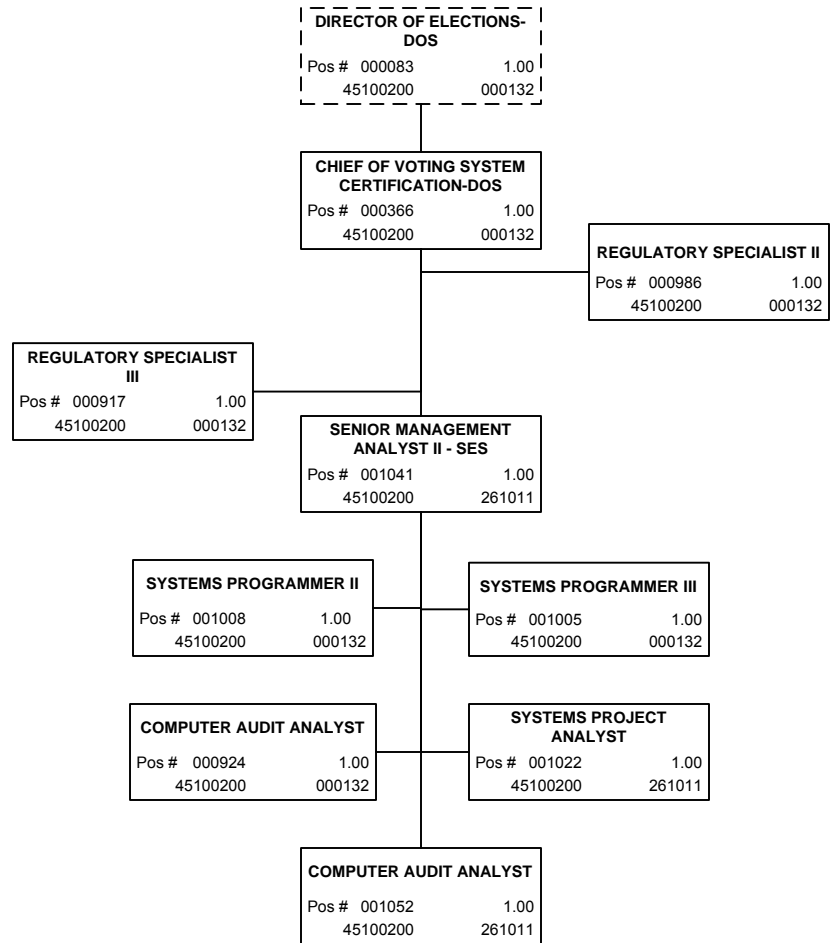 DIRECTOR OF ELECTIONS-
DOS
Pos # 000083 1.00
45100200 000132
CHIEF OF VOTING SYSTEM
CERTIFICATION-DOS
Pos # 000366 1.00
45100200 000132
REGULATORY SPECIALIST II
Pos # 000986 1.00
45100200 000132
REGULATORY SPECIALIST
III
Pos # 000917 1.00
45100200 000132
SENIOR MANAGEMENT
ANALYST II - SES
Pos # 001041 1.00
45100200 261011
SYSTEMS PROGRAMMER II
Pos # 001008 1.00
45100200 000132
SYSTEMS PROGRAMMER III
Pos # 001005 1.00
45100200 000132
COMPUTER AUDIT ANALYST
Pos # 000924 1.00
45100200 000132
SYSTEMS PROJECT
ANALYST
Pos # 001022 1.00
45100200 261011
COMPUTER AUDIT ANALYST
Pos # 001052 1.00
45100200 261011